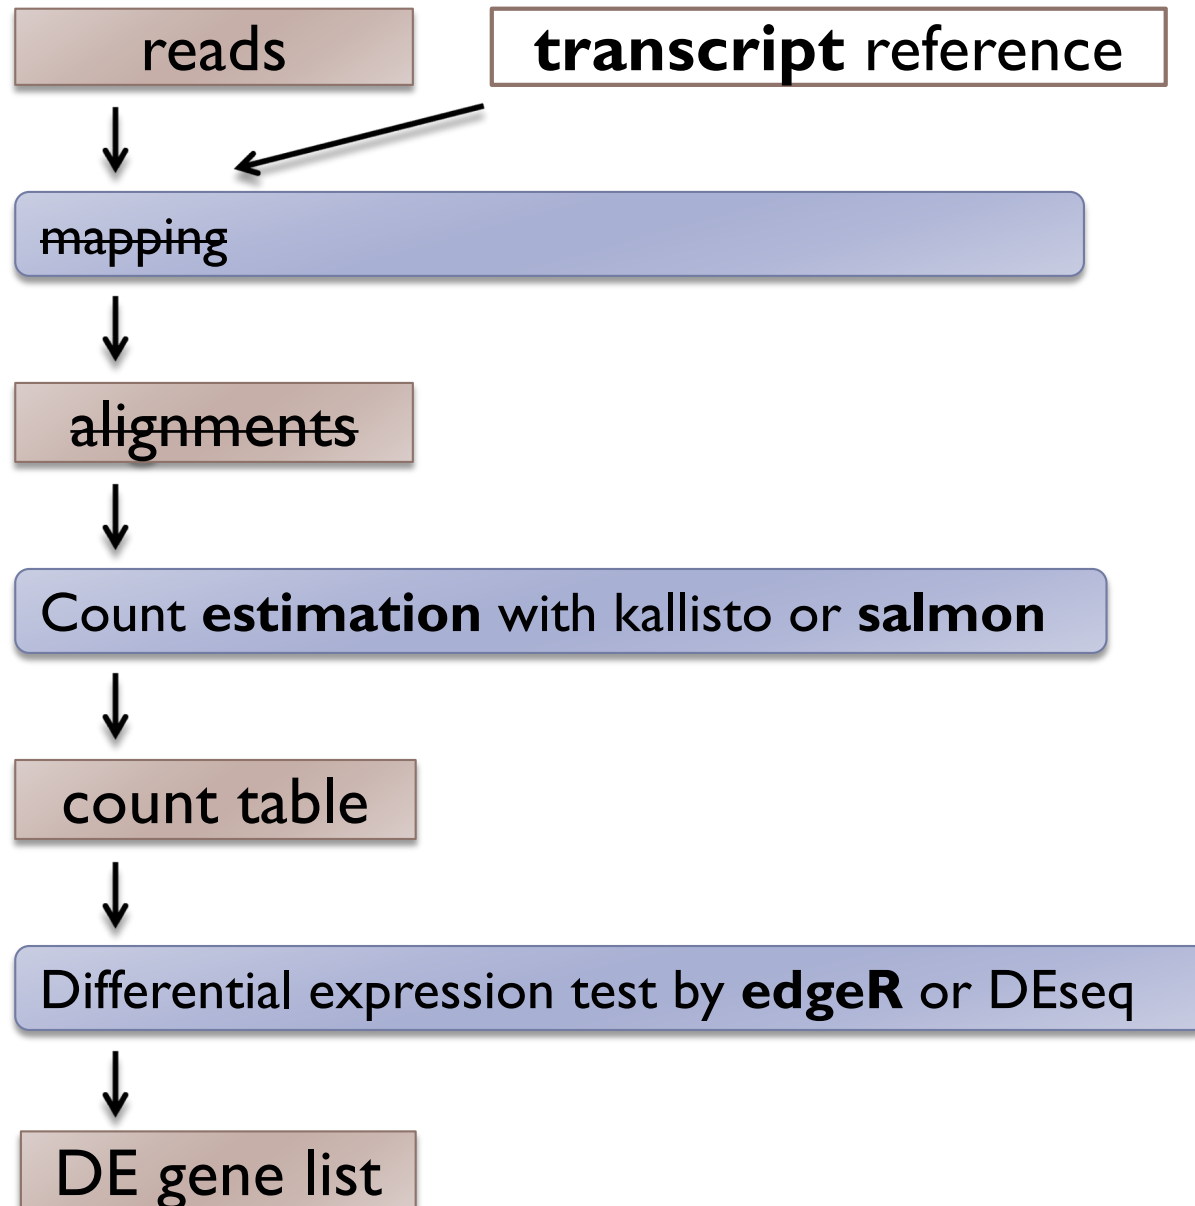 reads
transcript reference
mapping
alignments
Count estimation with kallisto or salmon
count table
Differential expression test by edgeR or DEseq
DE gene list